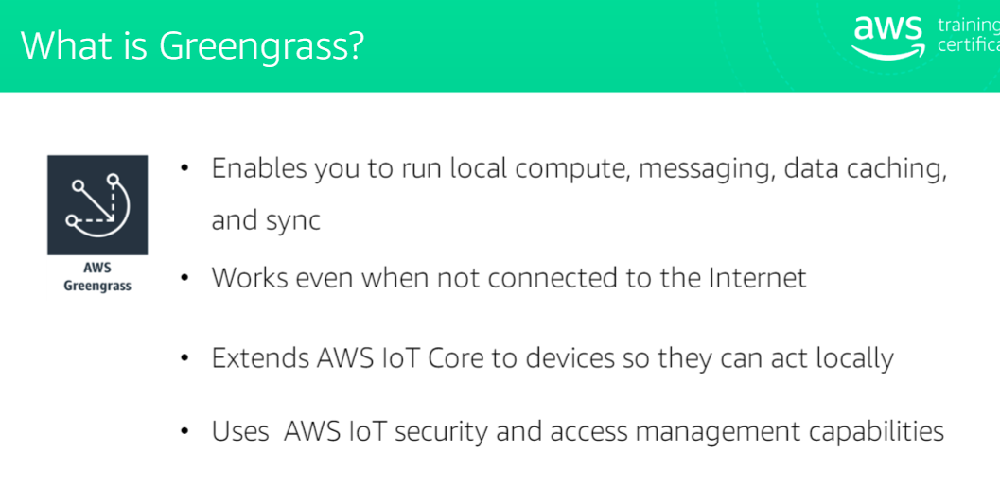 What is Greengrass?
aws training
AWS
Greengrass
• Enables you to run local compute, messaging, data caching,
and sync
• Works even when not connected to the Internet
• Extends AWS IoT Core to devices so they can act locally
• Uses  AWS IoT security and access management capabilities